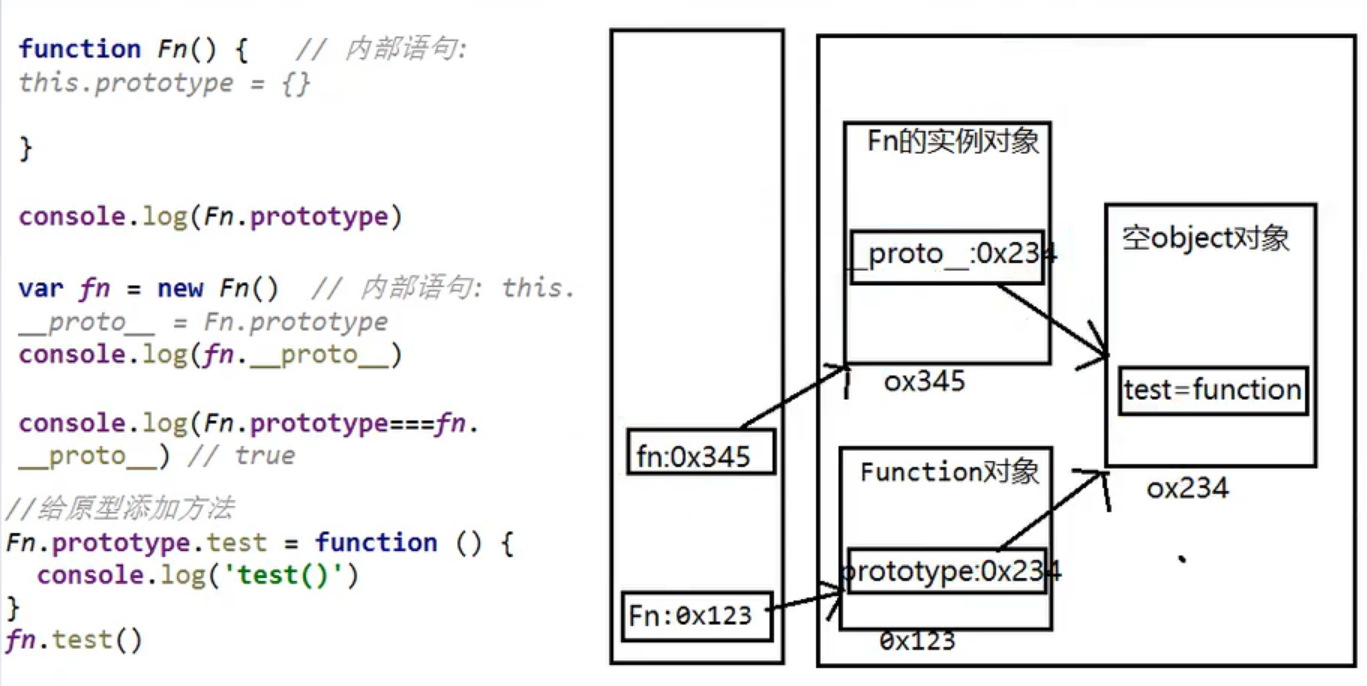 function Fn() {   // 内部语句:
this.prototype = {}
}
console.log(Fn.prototype)
var fn = new Fn()  // 内部语句: this.
__proto__ = Fn.prototype
console.log(fn.__proto__)
console.log(Fn.prototype===fn.
__proto__) // true
//给原型添加方法
Fn.prototype.test = function () {
  console.log('test()')
}
fn.test()
fn:0x345
Fn:0x123
Fn的实例对象
__proto__:0x234
ox345
Function对象
prototype:0x234
0x123
空object对象
test=function
ox234